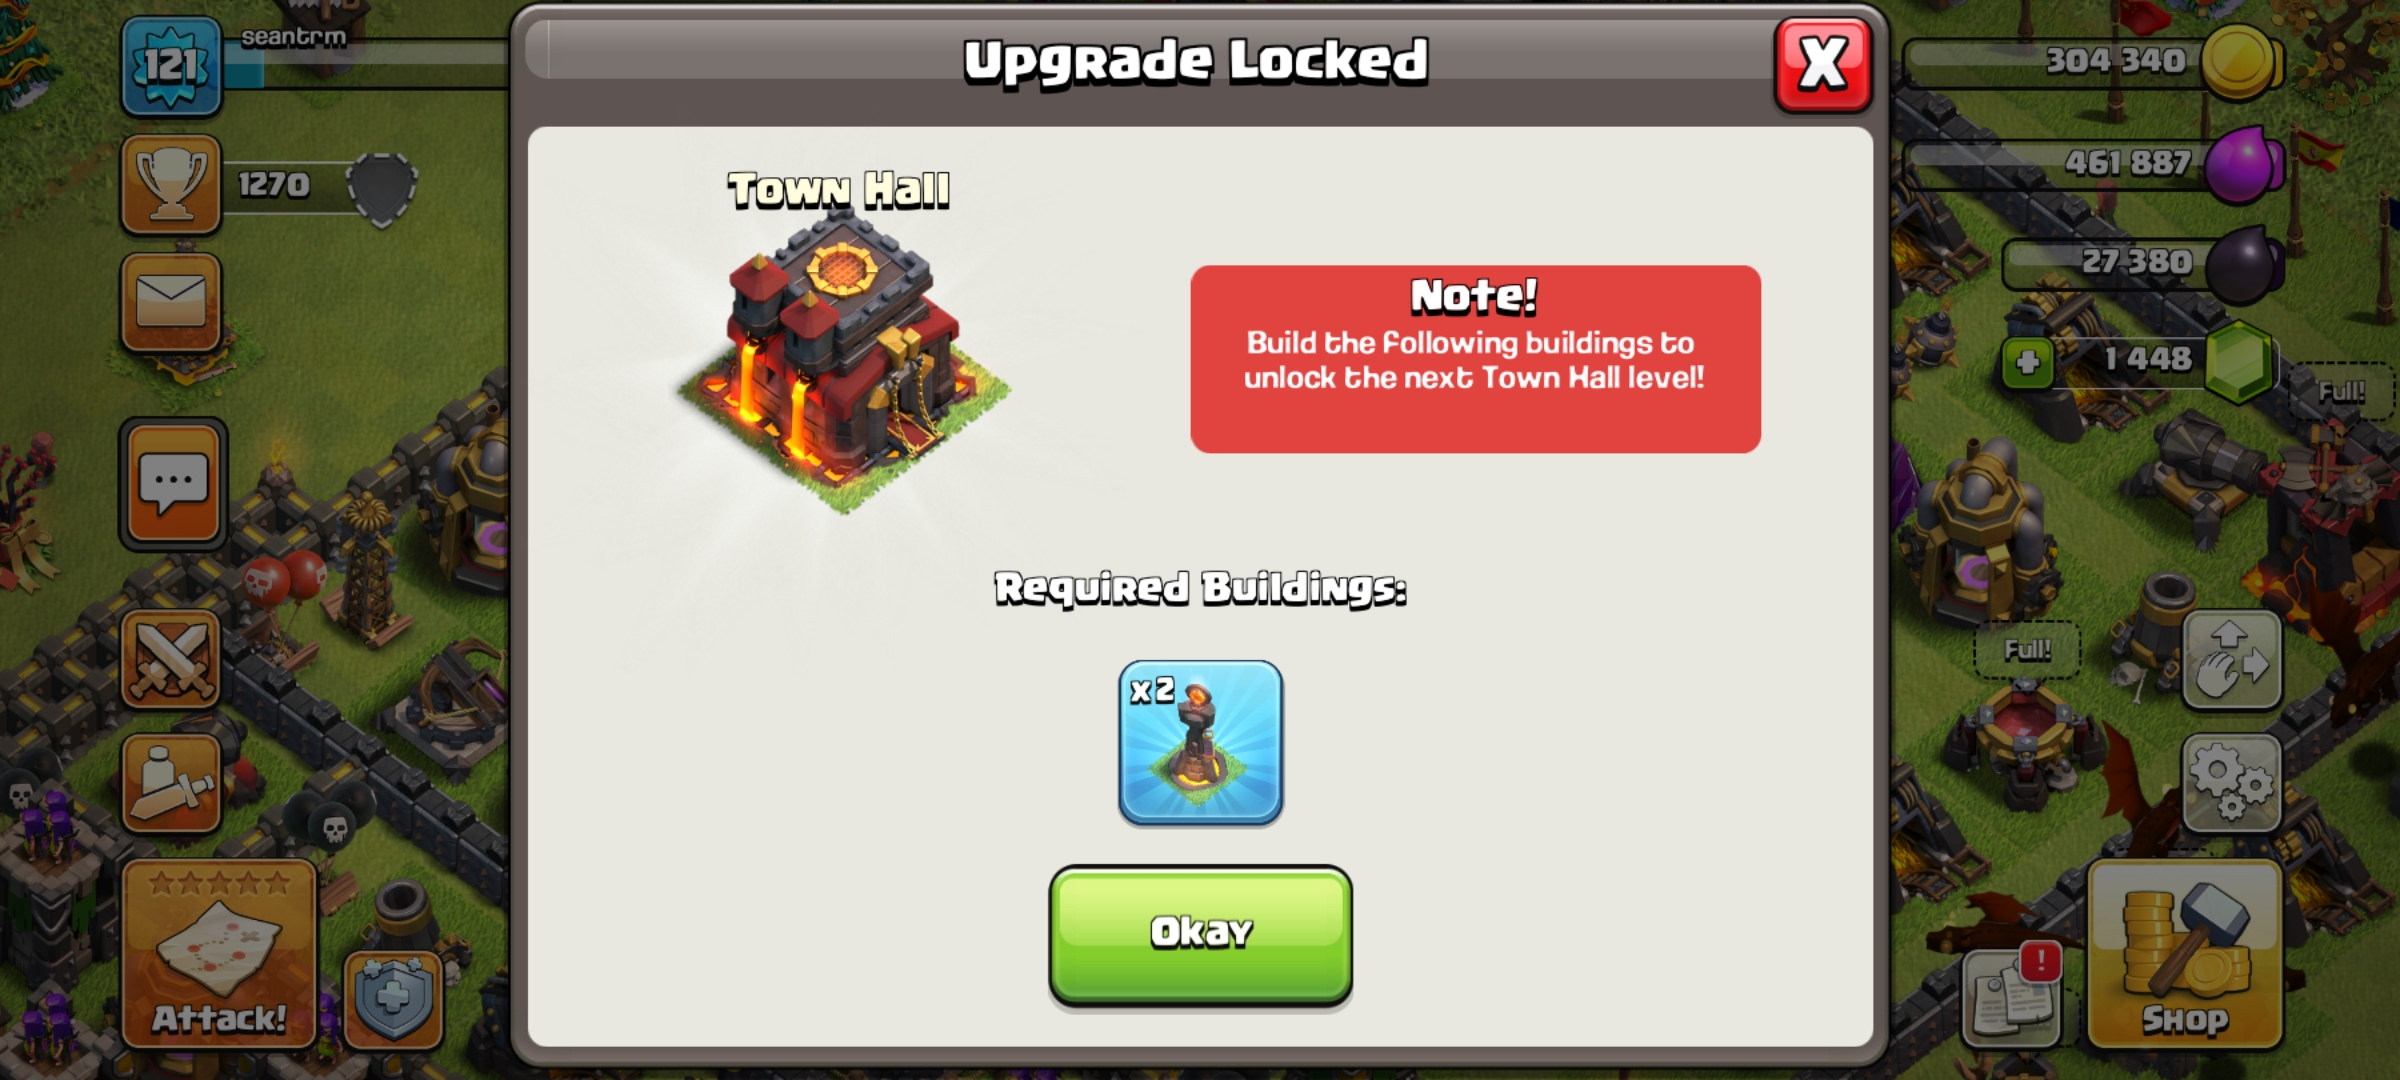 121
seantrm
1270
Attack!
Upgrade Locked
X
Town Hall
Note!
Build the following buildings to
unlock the next Town Hall level!
Required Buildings:
x2
Okay
304 340
461 887
27 380
1 448
Full!
Full!
!
Shop